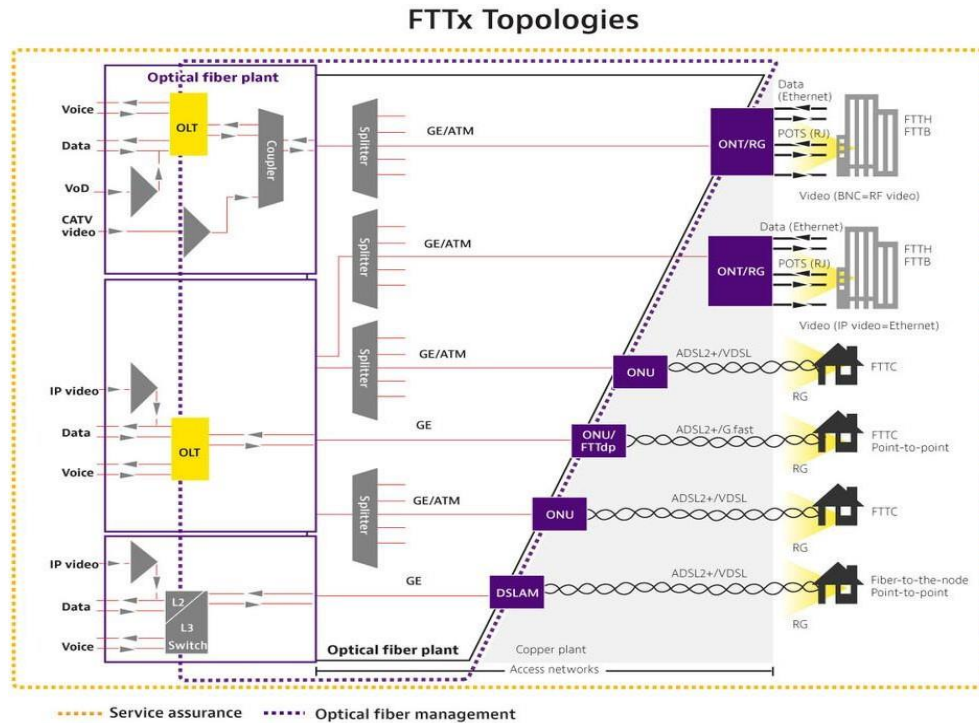 FTTx Topologies
Optical fiber plant
Voice
OLT
Data
VoD
CATV
video
Coupler
Splitter
GE/ATM
ONT/RG
Data
(Ethernet)
POTS (RJ)
FTTH
FTTB
Video (BNC=RF video)
Splitter
GE/ATM
ONT/RG
Data (Ethernet)
POTS (RJ)
FTTH
FTTB
Video (IP video=Ethernet)
Splitter
GE/ATM
ONU
ADSL2+/VDSL
FTTC
RG
IP video
Data
OLT
Voice
GE
ONU/
FTTdp
ADSL2+/G.fast
FTTC
Point-to-point
RG
Splitter
GE/ATM
ONU
ADSL2+/VDSL
FTTC
RG
IP video
Data
L2
L3
Switch
Voice
GE
DSLAM
ADSL2+/VDSL
Fiber-to-the-node
Point-to-point
RG
Optical fiber plant
Copper plant
Access networks
Service assurance
Optical fiber management